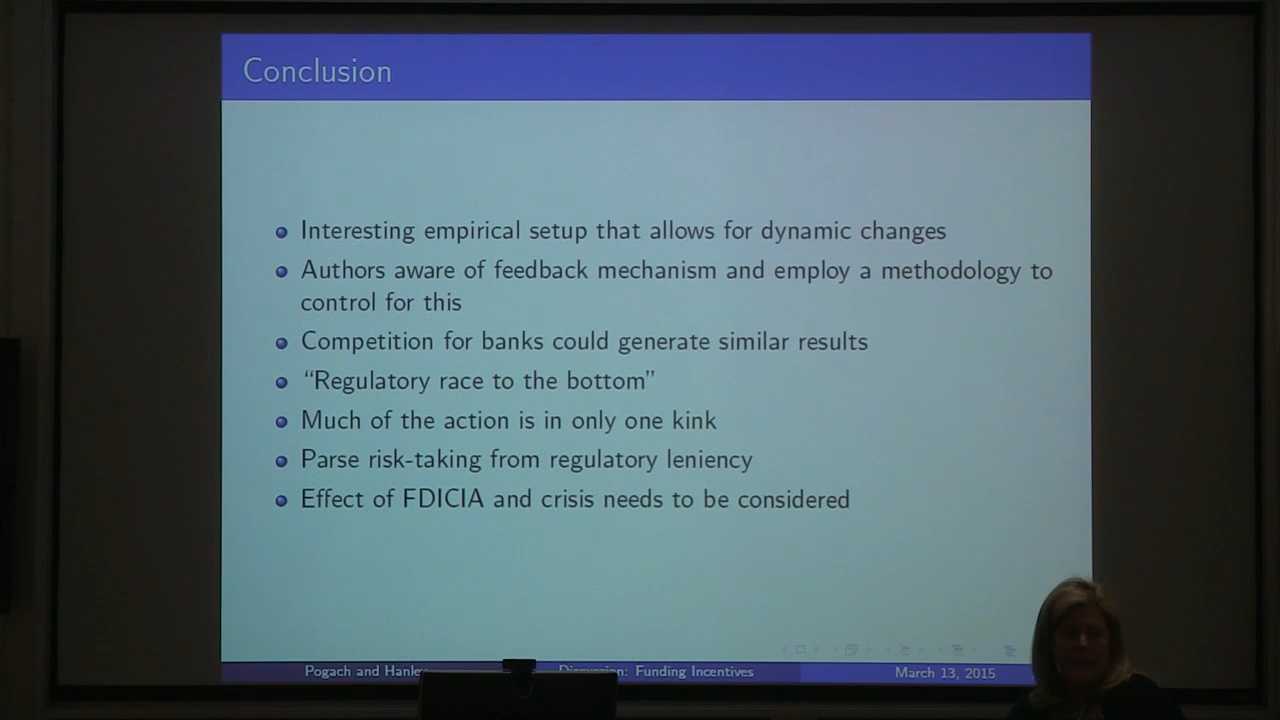 Conclusion
Interesting empirical setup that allows for dynamic changes
Authors aware of feedback mechanism and employ a methodology to
control for this
Competition for banks could generate similar results
“Regulatory race to the bottom”
Much of the action is in only one kink
Parse risk-taking from regulatory leniency
Effect of FDICIA and crisis needs to be considered
Pogach and Hanley Discussion: Funding Incentives March 13, 2015